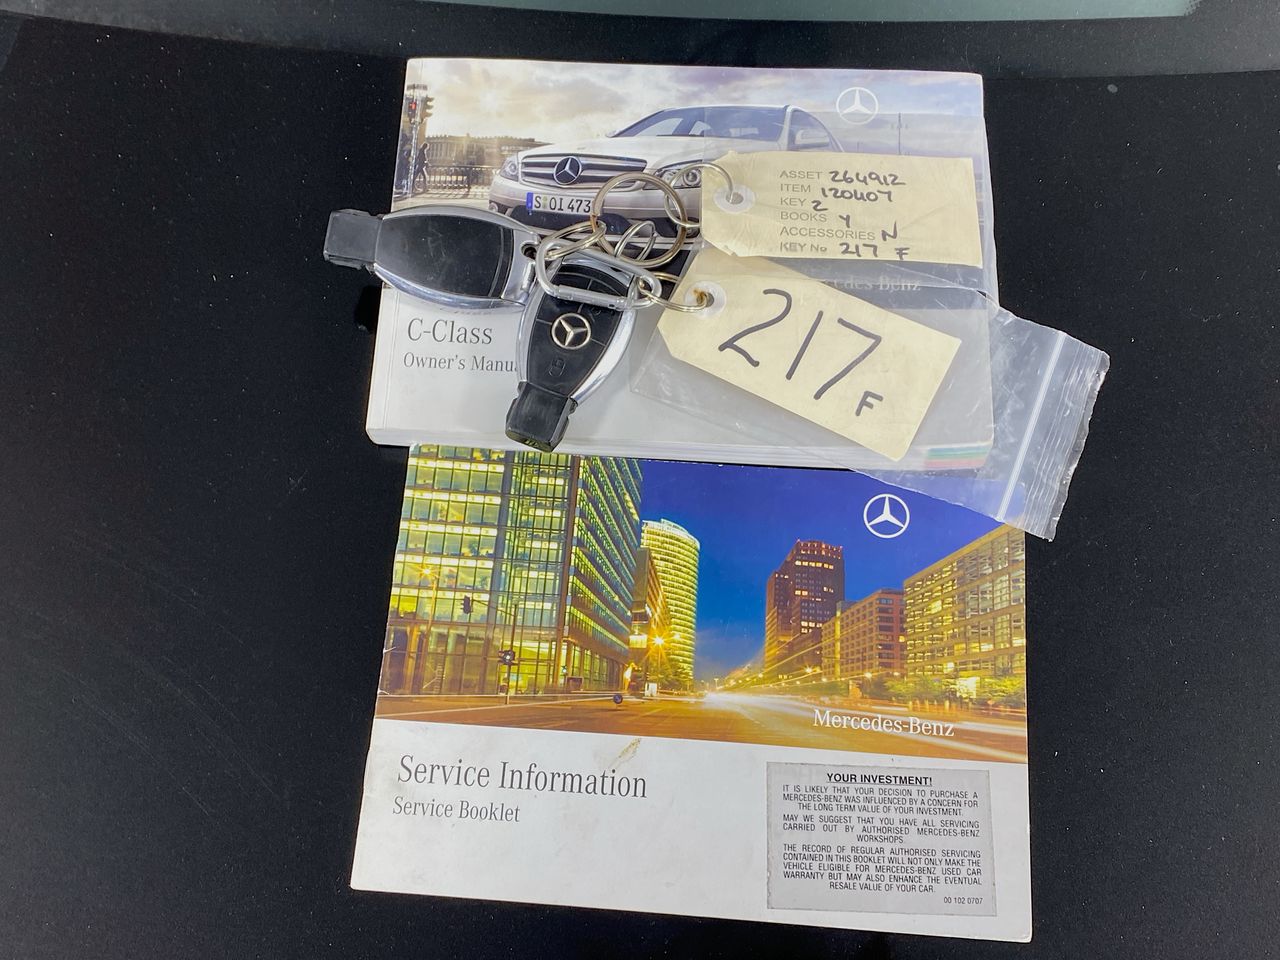 S·OI 473
ASSET 264912
ITEM 120407
KEY 2
BOOKS Y
ACCESSORIES N
KEY No 217 F
C-Class
Owner's
217 F
Mercedes-Benz
Service Information
Service Booklet
YOUR INVESTMENT!
IT IS LIKELY THAT YOUR DECISION TO PURCHASE A
MERCEDES-BENZ WAS INFLUENCED BY A CONCERN FOR
THE LONG TERM VALUE OF YOUR INVESTMENT.
MAY WE SUGGEST THAT YOU HAVE ALL SERVICING
CARRIED OUT BY AUTHORISED MERCEDES-BENZ
WORKSHOPS.
THE RECORD OF REGULAR AUTHORISED SERVICING
CONTAINED IN THIS BOOKLET WILL NOT ONLY MAKE THE
VEHICLE ELIGIBLE FOR MERCEDES-BENZ USED CAR
WARRANTY BUT MAY ALSO ENHANCE THE EVENTUAL
RESALE VALUE OF YOUR CAR.
00 102 0707